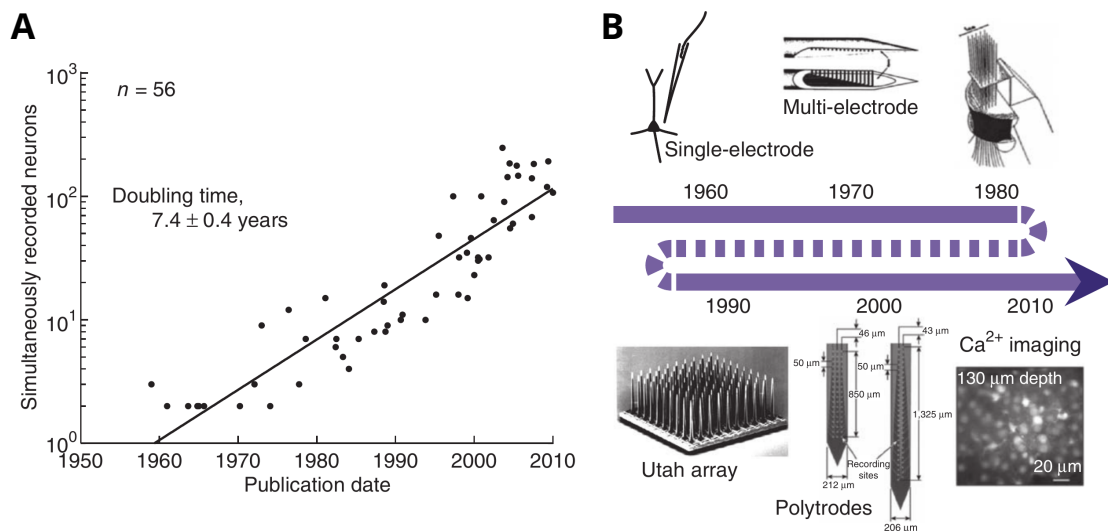 A
Simultaneously recorded neurons
10³
10²
10¹
10⁰
n = 56
Doubling time,
7.4 ± 0.4 years
1950 1960 1970 1980 1990 2000 2010
Publication date
B
Single-electrode
Multi-electrode
1960 1970 1980
1990 2000 2010
Utah array
46 µm
50 µm
850 µm
212 µm
Recording
sites
43 µm
50 µm
1,325 µm
206 µm
Polytrodes
Ca²⁺ imaging
130 µm depth
20 µm